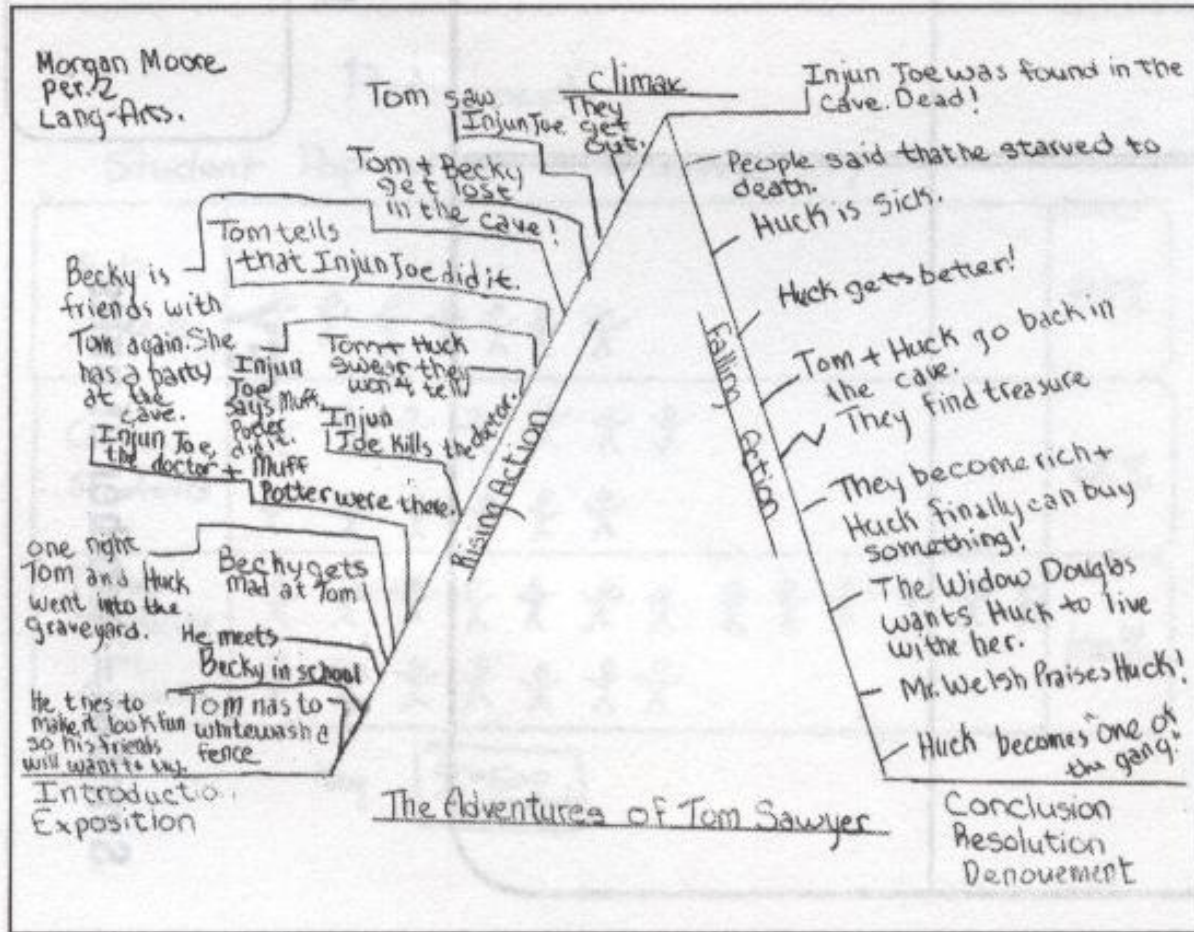 Morgan Moore
per. 2
Lang-Arts.
Climax
Injun Joe was found in the
cave. Dead!
Tom saw
Injun Joe
They
get
out.
Tom + Becky
get lost
in the cave!
Tom tells
that Injun Joe did it.
Becky is
friends with
Tom again. She
has a party
at the
cave.
Injun
Joe
says Muff
Poter
did it.
Tom + Huck
swear they
won't tell
Injun
Joe kills the doctor.
Injun Joe,
the doctor + Muff
Potter were there.
one night
Tom and Huck
went into the
graveyard.
Becky gets
mad at Tom
He meets
Becky in school
He tries to
make it look fun
so his friends
will want to
Tom has to
whitewash a
fence
Rising Action
Introductio
Exposition
The Adventures of Tom Sawyer
People said that he starved to
death.
Huck is sick.
Huck gets better!
Tom + Huck go back in
the cave.
They find treasure
They become rich +
Huck finally can buy
something!
The Widow Douglas
wants Huck to live
withe her.
Mr. Welsh Praises Huck!
Huck becomes "one of
the gang."
Falling Action
Conclusion
Resolution
Denouement